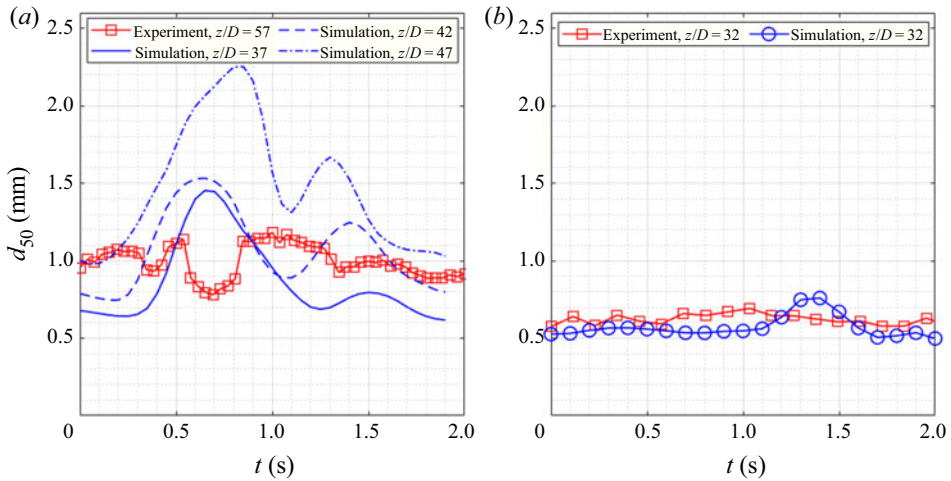 (a)
Experiment, z/D = 57
Simulation, z/D = 42
Simulation, z/D = 37
Simulation, z/D = 47
2.5
2.0
1.5
1.0
0.5
d50 (mm)
0 0.5 1.0 1.5 2.0
t (s)
(b)
Experiment, z/D = 32
Simulation, z/D = 32
2.5
2.0
1.5
1.0
0.5
0 0.5 1.0 1.5 2.0
t (s)